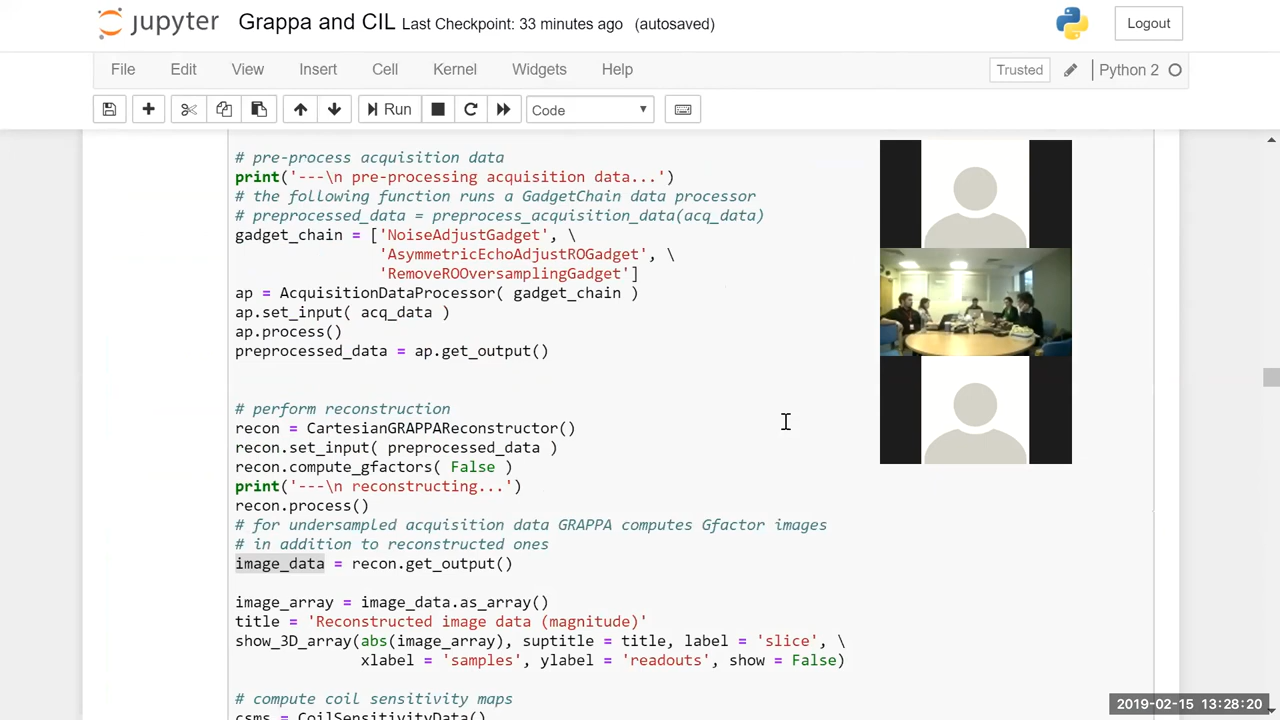 jupyter Grappa and CIL Last Checkpoint: 33 minutes ago (autosaved)
Logout
File Edit View Insert Cell Kernel Widgets Help
Trusted Python 2
Run Code
# pre-process acquisition data
print('---\n pre-processing acquisition data...')
# the following function runs a GadgetChain data processor
# preprocessed_data = preprocess_acquisition_data(acq_data)
gadget_chain = ['NoiseAdjustGadget', \
'AsymmetricEchoAdjustROGadget', \
'RemoveROOversamplingGadget']
ap = AcquisitionDataProcessor( gadget_chain )
ap.set_input( acq_data )
ap.process()
preprocessed_data = ap.get_output()
# perform reconstruction
recon = CartesianGRAPPAReconstructor()
recon.set_input( preprocessed_data )
recon.compute_gfactors( False )
print('---\n reconstructing...')
recon.process()
# for undersampled acquisition data GRAPPA computes Gfactor images
# in addition to reconstructed ones
image_data = recon.get_output()
image_array = image_data.as_array()
title = 'Reconstructed image data (magnitude)'
show_3D_array(abs(image_array), suptitle = title, label = 'slice', \
xlabel = 'samples', ylabel = 'readouts', show = False)
# compute coil sensitivity maps
csms = CoilSensitivityData()
2019-02-15 13:28:20